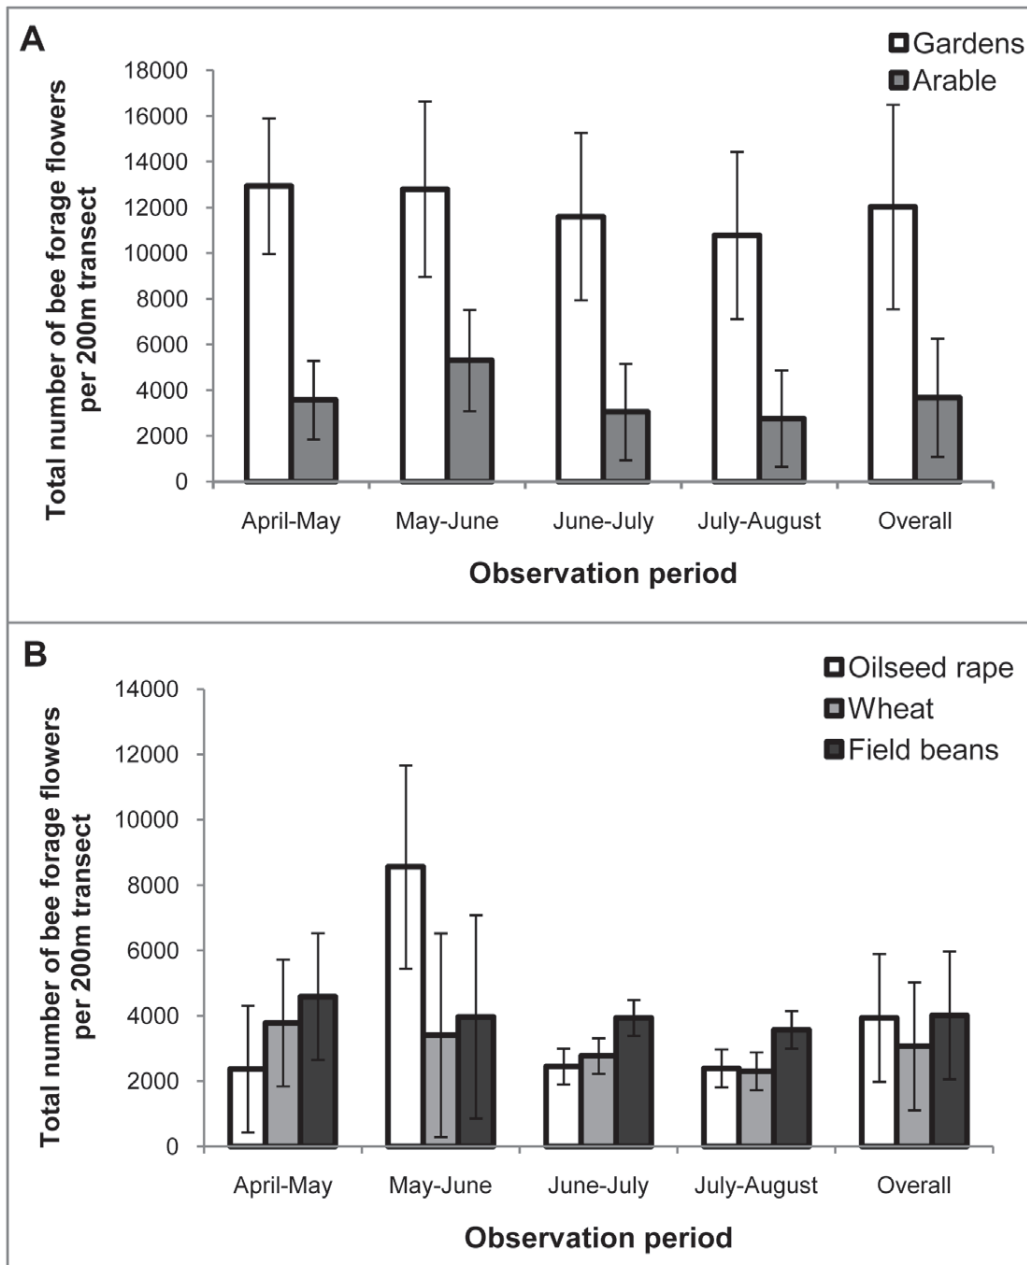 A
Gardens
Arable
Total number of bee forage flowers
per 200m transect
18000
16000
14000
12000
10000
8000
6000
4000
2000
0
April-May
May-June
June-July
July-August
Overall
Observation period
B
Oilseed rape
Wheat
Field beans
Total number of bee forage flowers
per 200m transect
14000
12000
10000
8000
6000
4000
2000
0
April-May
May-June
June-July
July-August
Overall
Observation period